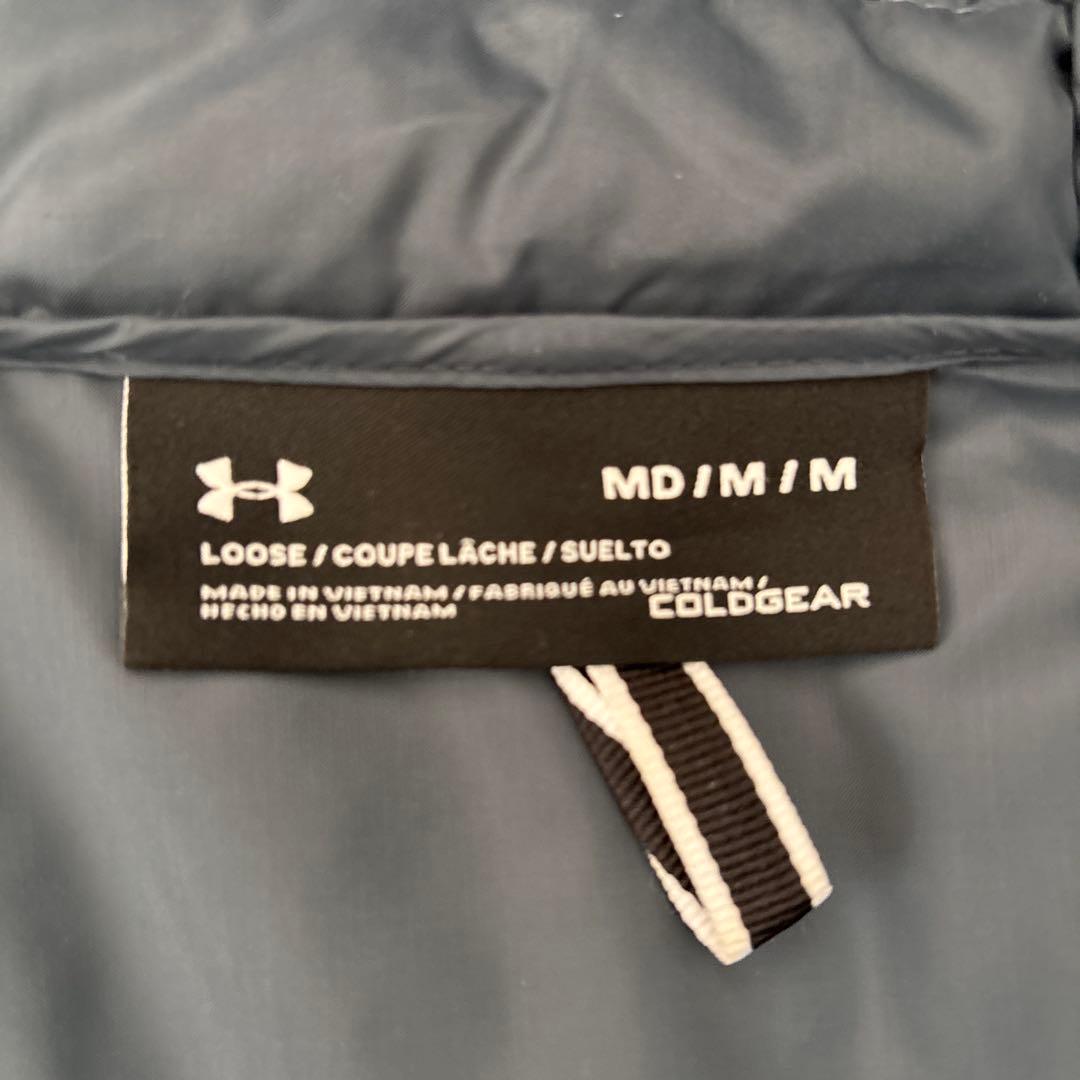 MD / M / M
LOOSE / COUPE LÂCHE / SUELTO
MADE IN VIETNAM / FABRIQUÉ AU VIETNAM /
HECHO EN VIETNAM
COLDGEAR